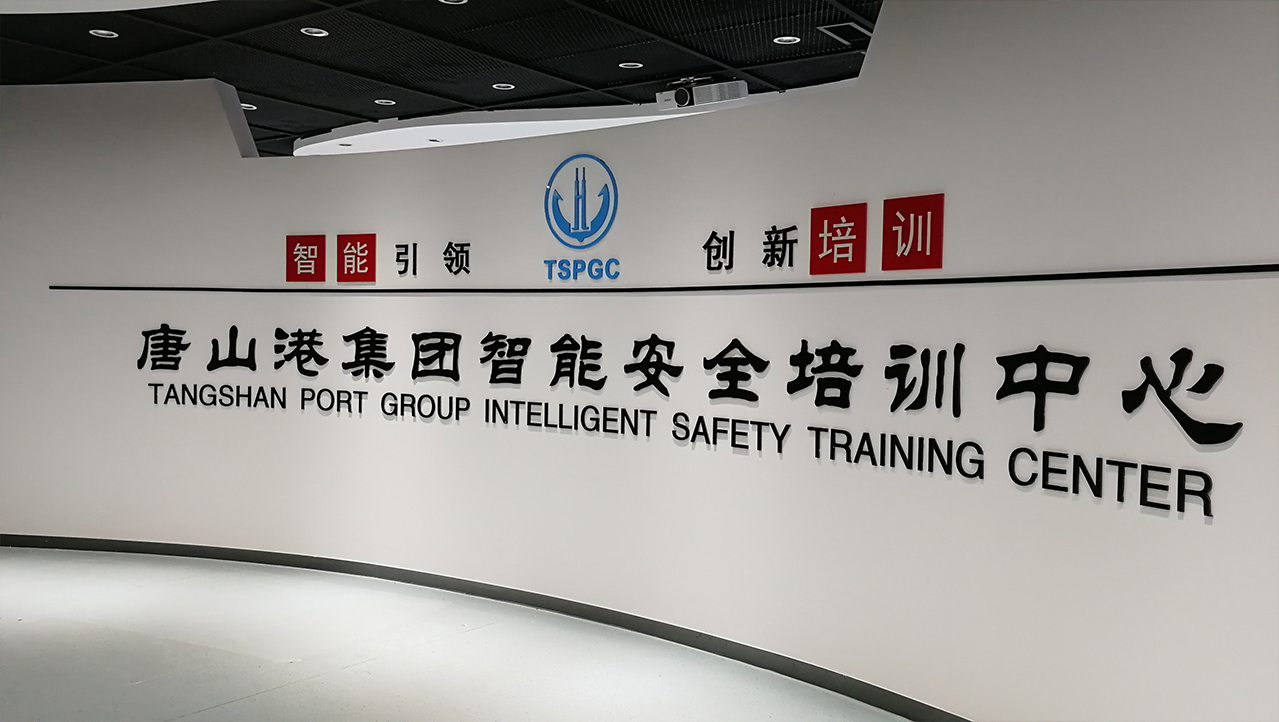 智能引领 创新培训
TSPGC
唐山港集团智能安全培训中心
TANGSHAN PORT GROUP INTELLIGENT SAFETY TRAINING CENTER